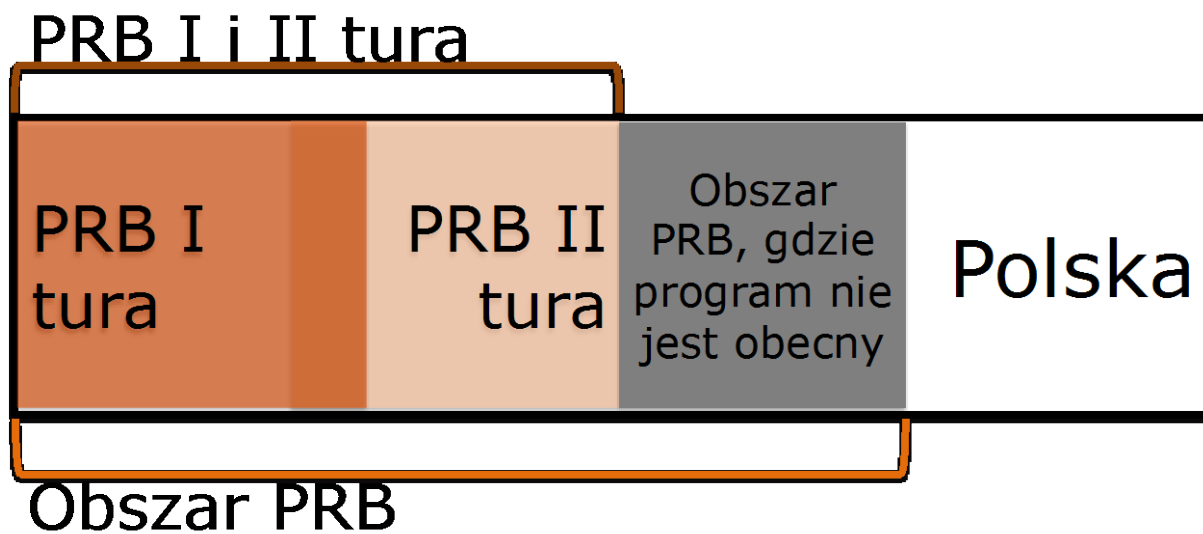 PRB I i II tura
PRB I
tura
PRB II
tura
Obszar
PRB, gdzie
program nie
jest obecny
Polska
Obszar PRB